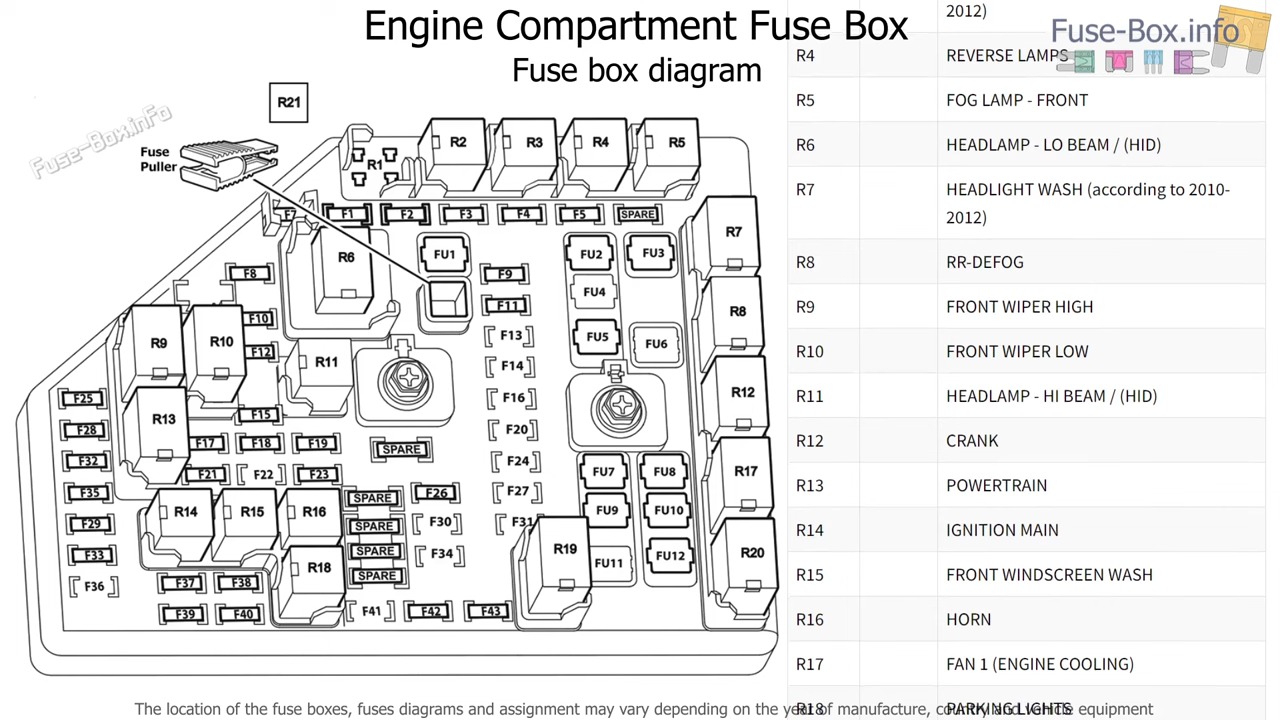 Engine Compartment Fuse Box
Fuse box diagram
Fuse-Box.info
Fuse-Box.info
Fuse
Puller
R21
R1
R2
R3
R4
R5
F7
F1
F2
F3
F4
F5
SPARE
R6
FU1
FU2
FU3
R7
F8
F9
FU4
F10
F11
R8
R9
R10
F12
F13
FU5
FU6
R11
F14
F25
F16
R12
R13
F15
F28
F20
F17
F18
F19
SPARE
F32
F24
FU7
FU8
R17
F21
F22
F23
F35
SPARE
F26
F27
R14
R15
R16
FU9
FU10
F29
SPARE
F30
F31
F33
SPARE
F34
R19
FU11
FU12
R20
F36
F37
F38
R18
SPARE
F39
F40
F41
F42
F43
2012)
R4 REVERSE LAMPS
R5 FOG LAMP - FRONT
R6 HEADLAMP - LO BEAM / (HID)
R7 HEADLIGHT WASH (according to 2010-
2012)
R8 RR-DEFOG
R9 FRONT WIPER HIGH
R10 FRONT WIPER LOW
R11 HEADLAMP - HI BEAM / (HID)
R12 CRANK
R13 POWERTRAIN
R14 IGNITION MAIN
R15 FRONT WINDSCREEN WASH
R16 HORN
R17 FAN 1 (ENGINE COOLING)
R18 PARKING LIGHTS
The location of the fuse boxes, fuses diagrams and assignment may vary depending on the year of manufacture, country and vehicle equipment